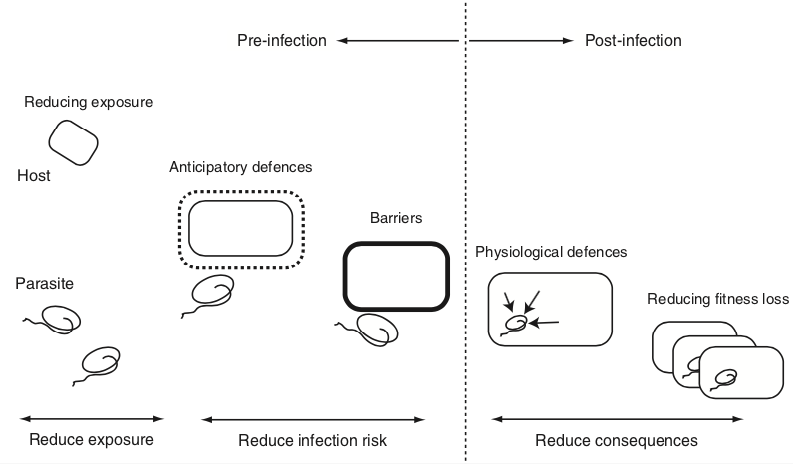 Pre-infection
Post-infection
Reducing exposure
Host
Anticipatory defences
Barriers
Physiological defences
Parasite
Reducing fitness loss
Reduce exposure
Reduce infection risk
Reduce consequences